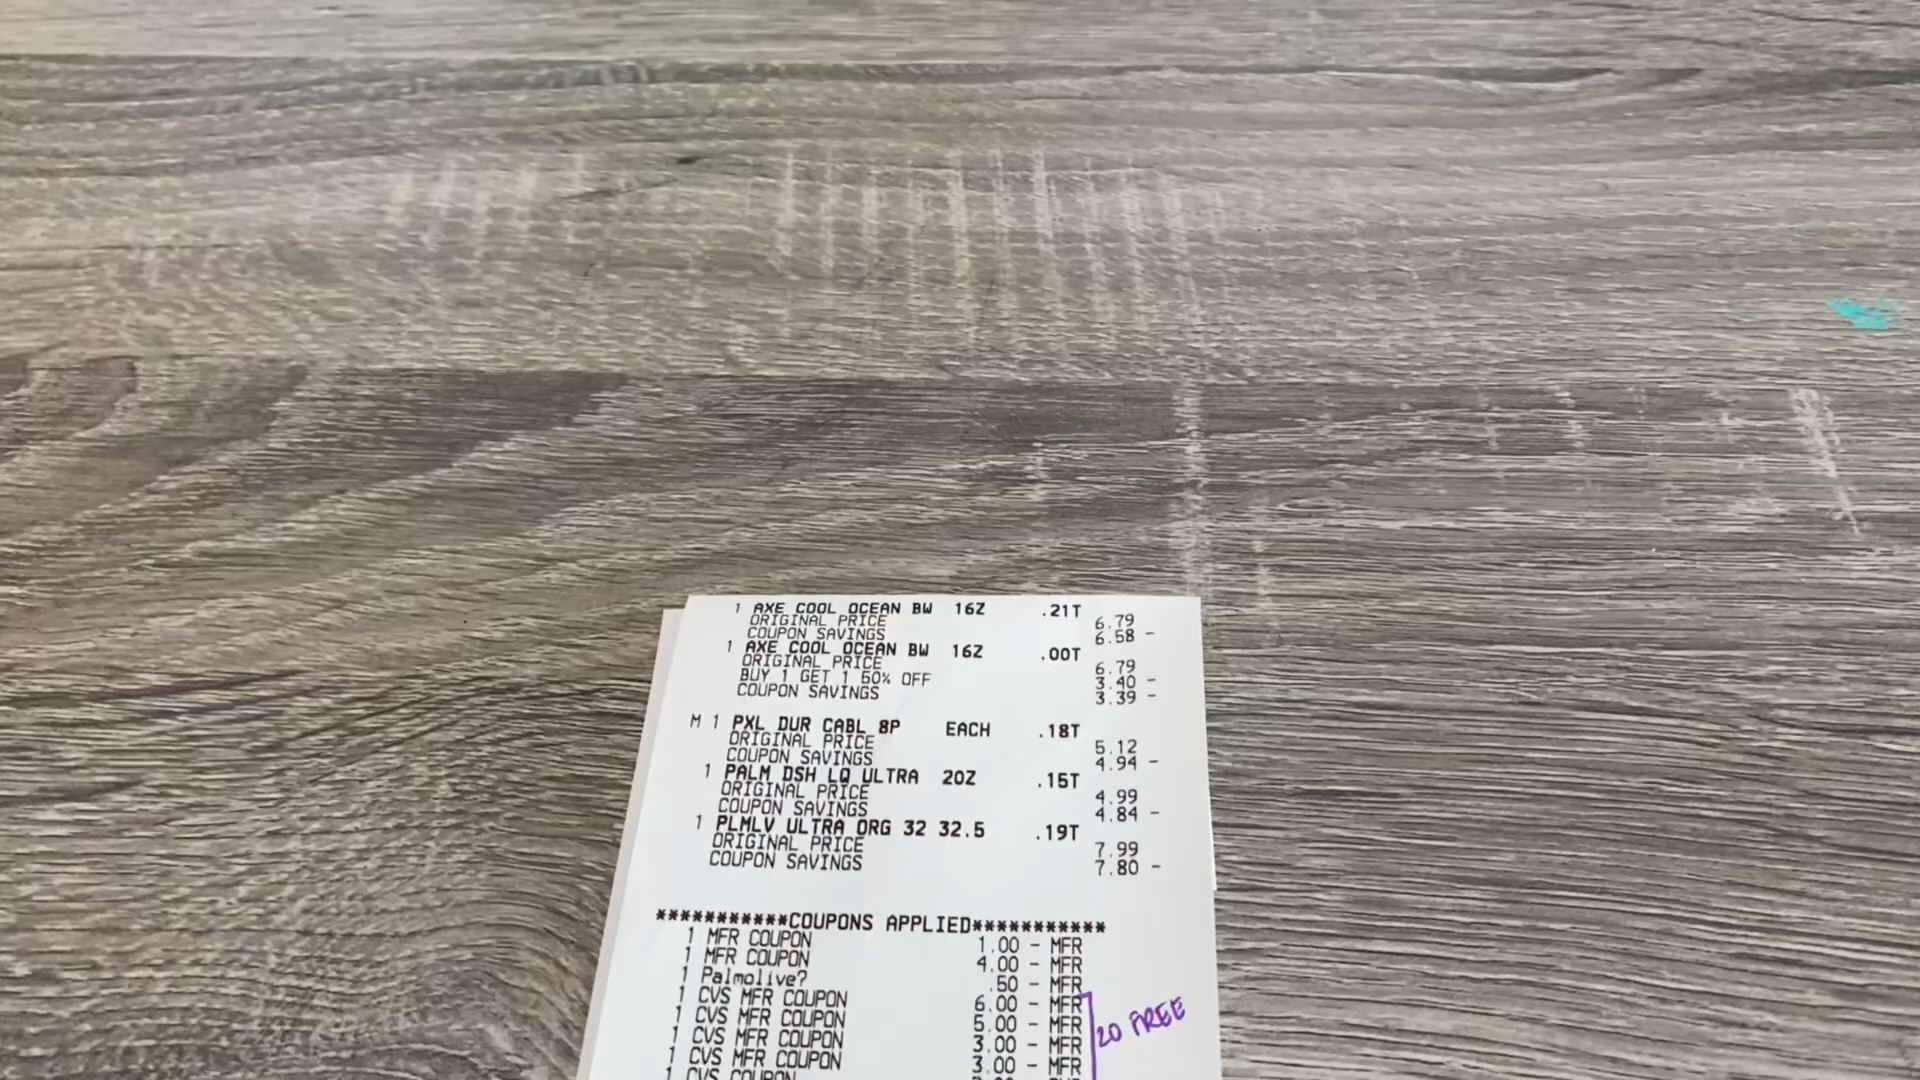 1 AXE COOL OCEAN BW 16Z .21T
ORIGINAL PRICE 6.79
COUPON SAVINGS 6.58 -
1 AXE COOL OCEAN BW 16Z .00T
ORIGINAL PRICE 6.79
BUY 1 GET 1 50% OFF 3.40 -
COUPON SAVINGS 3.39 -
M 1 PXL DUR CABL 8P EACH .18T
ORIGINAL PRICE 5.12
COUPON SAVINGS 4.94 -
1 PALM DSH LQ ULTRA 20Z .15T
ORIGINAL PRICE 4.99
COUPON SAVINGS 4.84 -
1 PLMLV ULTRA ORG 32 32.5 .19T
ORIGINAL PRICE 7.99
COUPON SAVINGS 7.80 -
***********COUPONS APPLIED***********
1 MFR COUPON 1.00 - MFR
1 MFR COUPON 4.00 - MFR
1 Palmolive? .50 - MFR
1 CVS MFR COUPON 6.00 - MFR
1 CVS MFR COUPON 5.00 - MFR
1 CVS MFR COUPON 3.00 - MFR
1 CVS MFR COUPON 3.00 - MFR
1 CVS COUPON
20 FREE